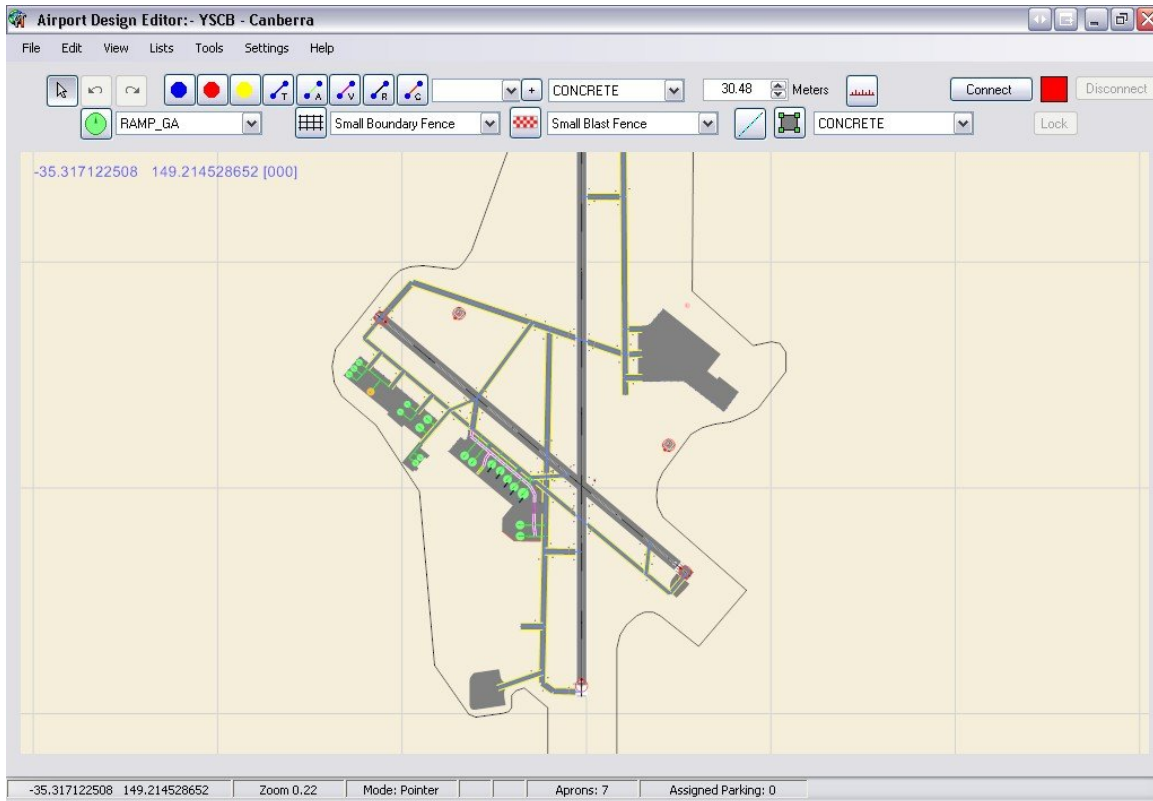 Airport Design Editor:- YSCB - Canberra
File Edit View Lists Tools Settings Help
T A V R C + CONCRETE 30.48 Meters Connect Disconnect
RAMP_GA Small Boundary Fence Small Blast Fence CONCRETE Lock
-35.317122508 149.214528652 [000]
-35.317122508 149.214528652 Zoom 0.22 Mode: Pointer Aprons: 7 Assigned Parking: 0